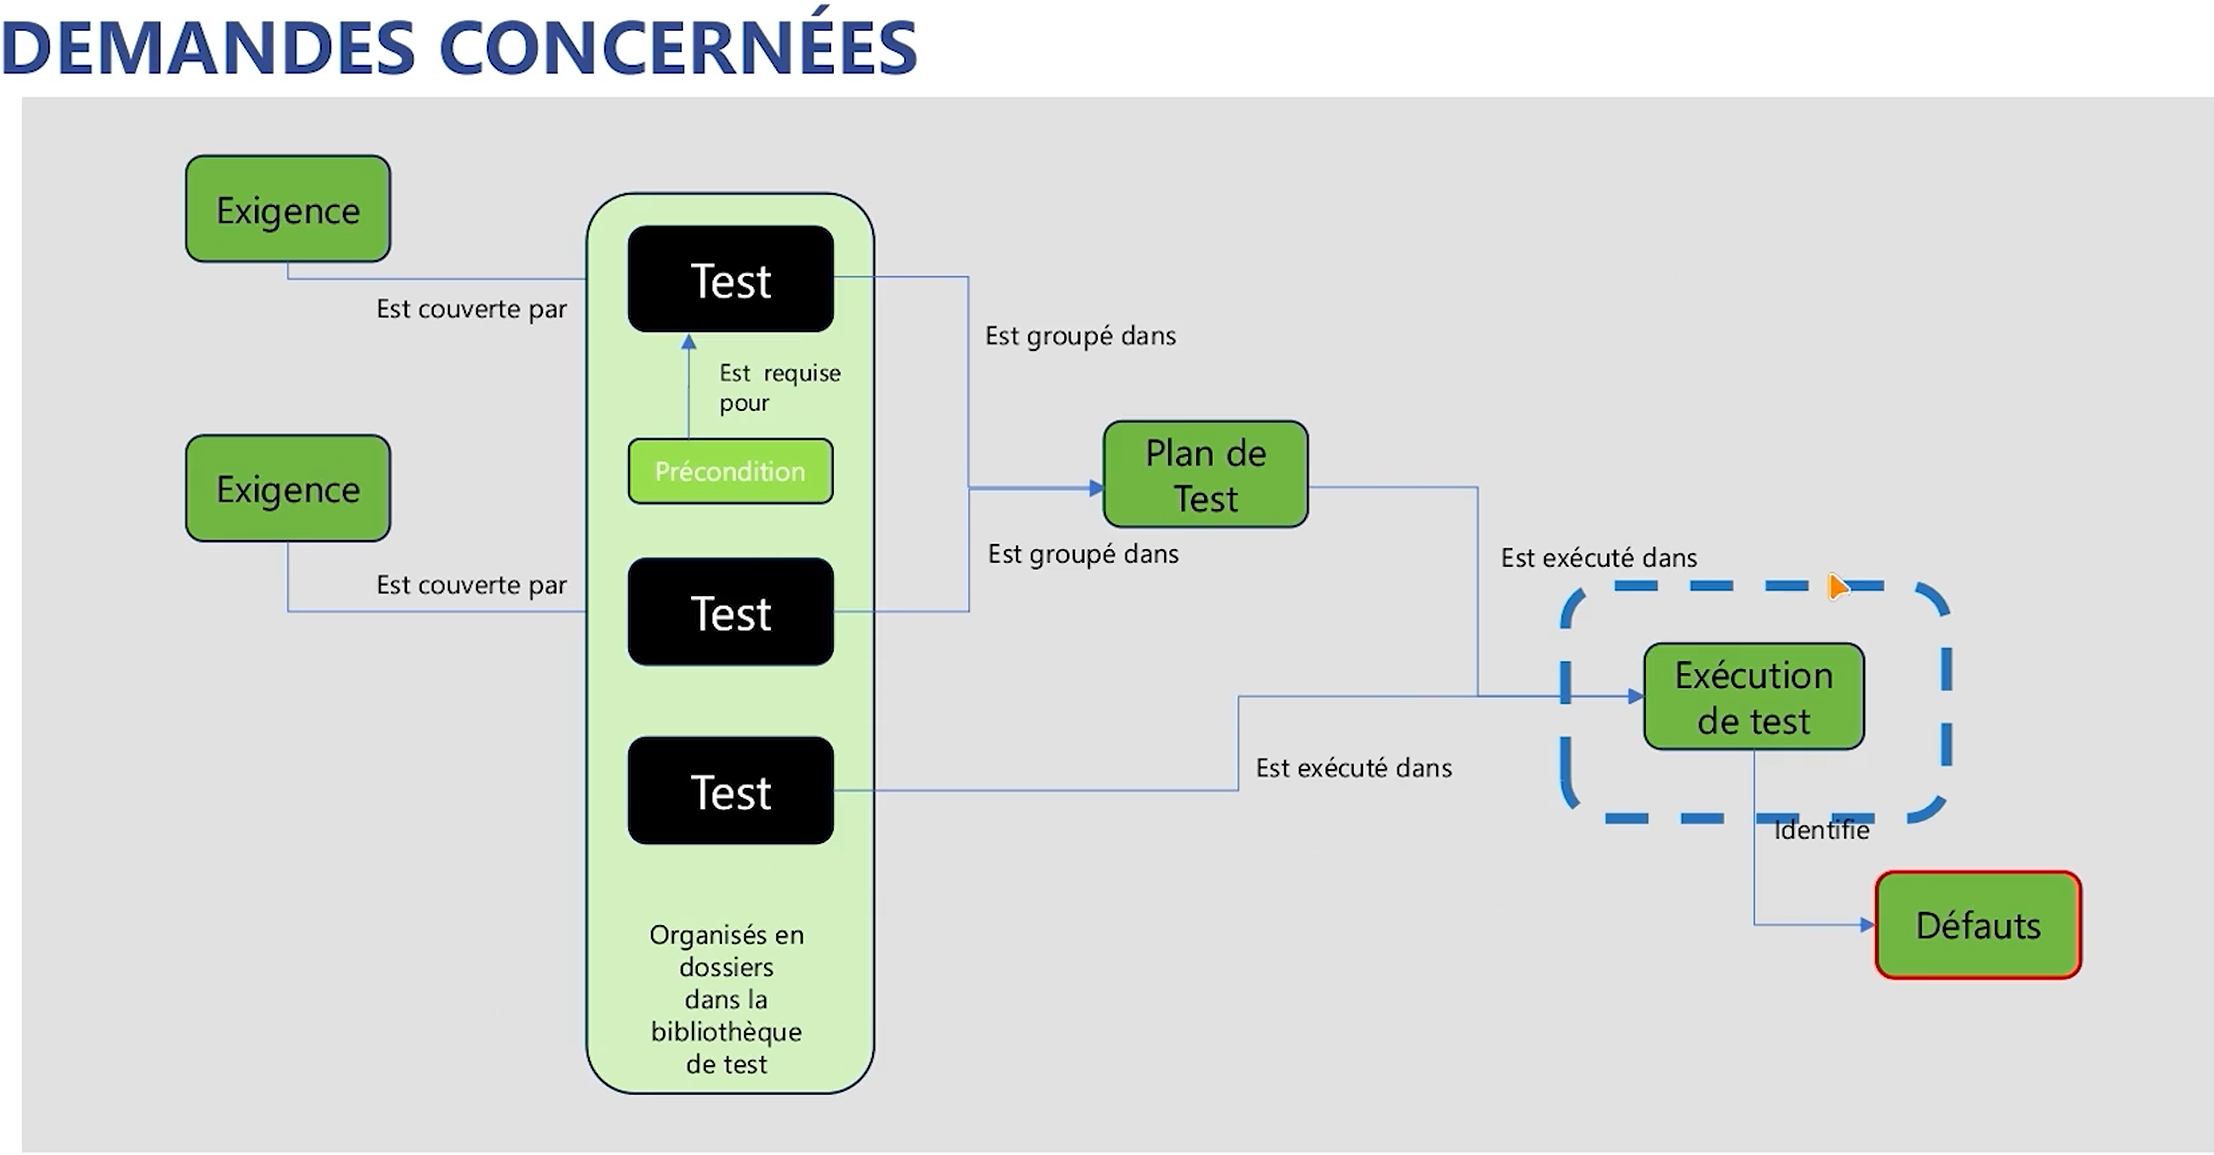 DEMANDES CONCERNÉES
Exigence
Est couverte par
Test
Est groupé dans
Est requise
pour
Exigence
Précondition
Plan de
Test
Est groupé dans
Est couverte par
Test
Est exécuté dans
Exécution
de test
Test
Est exécuté dans
Identifie
Défauts
Organisés en
dossiers
dans la
bibliothèque
de test